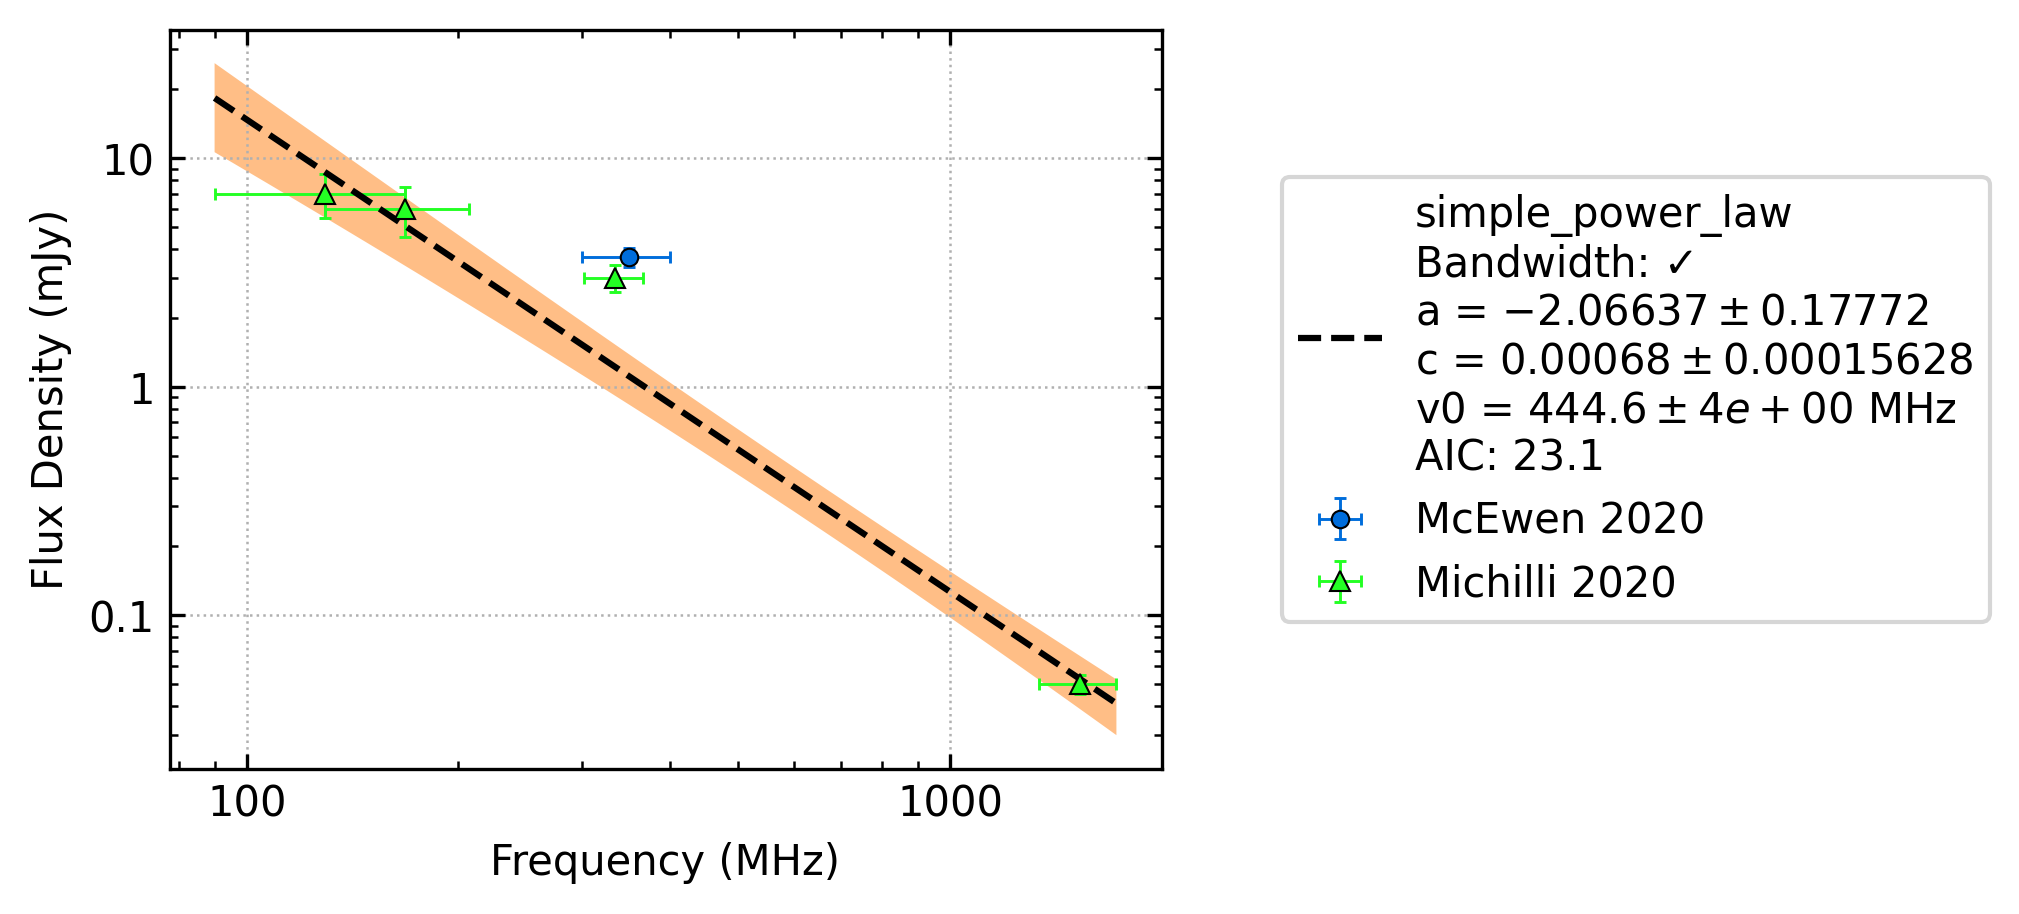 10
1
0.1
Flux Density (mJy)
100
1000
Frequency (MHz)
simple_power_law
Bandwidth: ✓
a = −2.06637 ± 0.17772
c = 0.00068 ± 0.00015628
v0 = 444.6 ± 4e + 00 MHz
AIC: 23.1
McEwen 2020
Michilli 2020